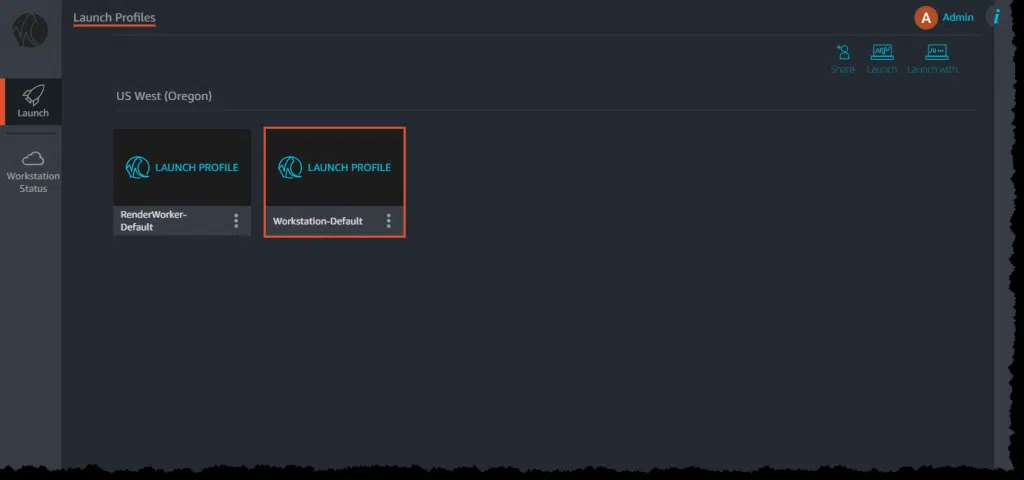 Launch Profiles
A
Admin
i
Share
Launch
Launch with...
Launch
Workstation
Status
US West (Oregon)
LAUNCH PROFILE
RenderWorker-
Default
LAUNCH PROFILE
Workstation-Default